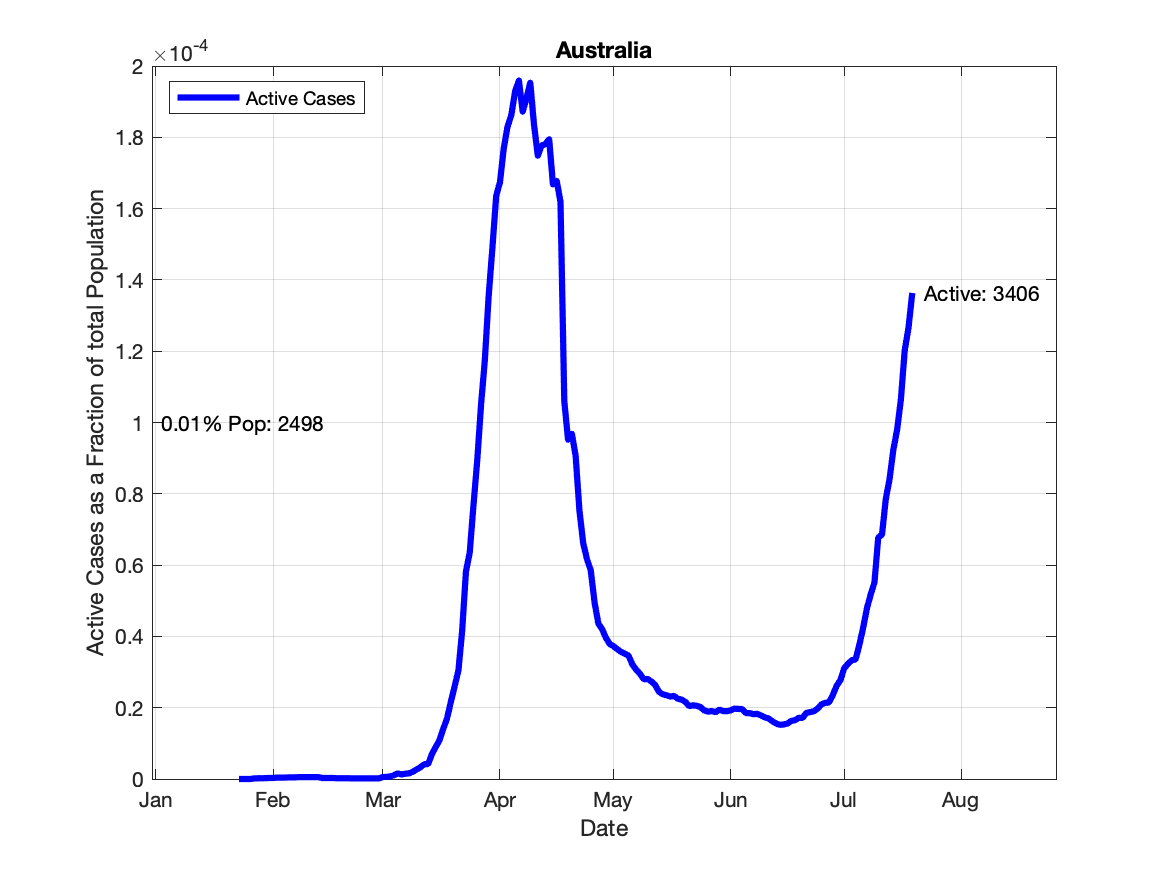 Australia
×10-4
Active Cases
Active Cases as a Fraction of total Population
2
1.8
1.6
1.4
1.2
1
0.8
0.6
0.4
0.2
0
0.01% Pop: 2498
Active: 3406
Jan Feb Mar Apr May Jun Jul Aug
Date